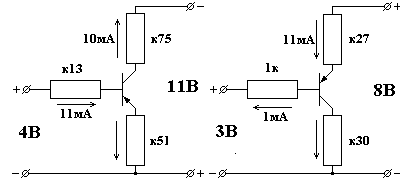 − +
10мА к75 11мА к27
к13 1к
+ 11В + 8В
11мА 1мА
4В 3В
к51 к30
− + − −